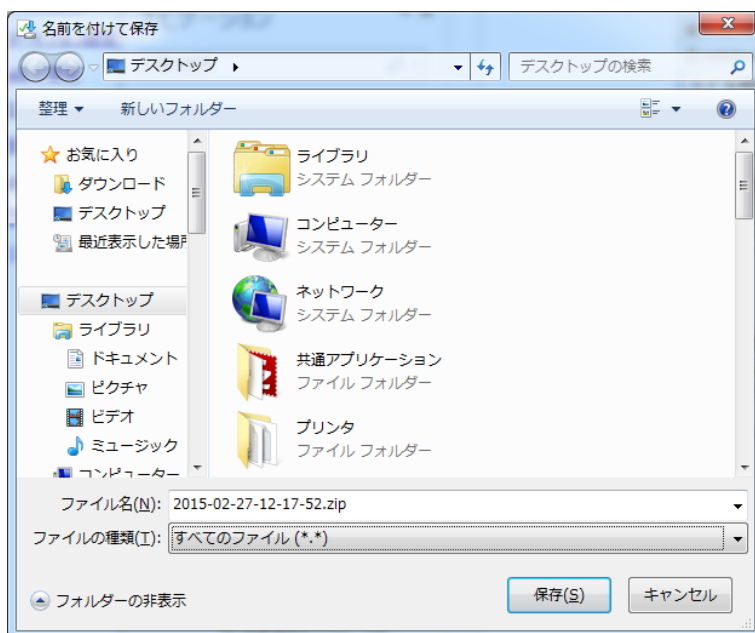 名前を付けて保存
デスクトップ
デスクトップの検索
整理
新しいフォルダー
お気に入り
ダウンロード
デスクトップ
最近表示した場所
デスクトップ
ライブラリ
ドキュメント
ピクチャ
ビデオ
ミュージック
コンピューター
ライブラリ
システム フォルダー
コンピューター
システム フォルダー
ネットワーク
システム フォルダー
共通アプリケーション
ファイル フォルダー
プリンタ
ファイル フォルダー
ファイル名(N): 2015-02-27-12-17-52.zip
ファイルの種類(T): すべてのファイル (*.*)
フォルダーの非表示
保存(S)
キャンセル